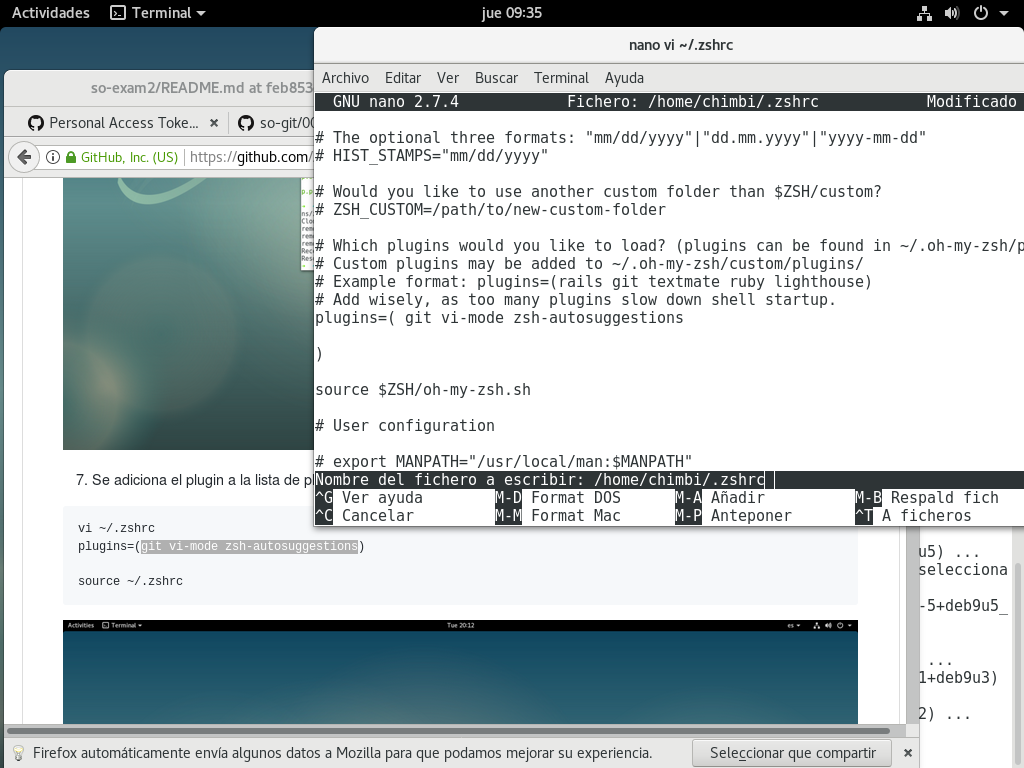 Actividades Terminal jue 09:35
nano vi ~/.zshrc
Archivo Editar Ver Buscar Terminal Ayuda
GNU nano 2.7.4 Fichero: /home/chimbi/.zshrc Modificado
# The optional three formats: "mm/dd/yyyy"|"dd.mm.yyyy"|"yyyy-mm-dd"
# HIST_STAMPS="mm/dd/yyyy"
# Would you like to use another custom folder than $ZSH/custom?
# ZSH_CUSTOM=/path/to/new-custom-folder
# Which plugins would you like to load? (plugins can be found in ~/.oh-my-zsh/p
# Custom plugins may be added to ~/.oh-my-zsh/custom/plugins/
# Example format: plugins=(rails git textmate ruby lighthouse)
# Add wisely, as too many plugins slow down shell startup.
plugins=( git vi-mode zsh-autosuggestions
)
source $ZSH/oh-my-zsh.sh
# User configuration
# export MANPATH="/usr/local/man:$MANPATH"
Nombre del fichero a escribir: /home/chimbi/.zshrc
^G Ver ayuda M-D Format DOS M-A Añadir M-B Respald fich
^C Cancelar M-M Format Mac M-P Anteponer ^T A ficheros
so-exam2/README.md at feb853
Personal Access Toke... × so-git/00
GitHub, Inc. (US) https://github.com/
7. Se adiciona el plugin a la lista de p
vi ~/.zshrc
plugins=(git vi-mode zsh-autosuggestions)
source ~/.zshrc
Activities Terminal Tue 20:12 es
u5) ...
selecciona
-5+deb9u5_
...
1+deb9u3)
2) ...
Firefox automáticamente envía algunos datos a Mozilla para que podamos mejorar su experiencia. Seleccionar que compartir ×